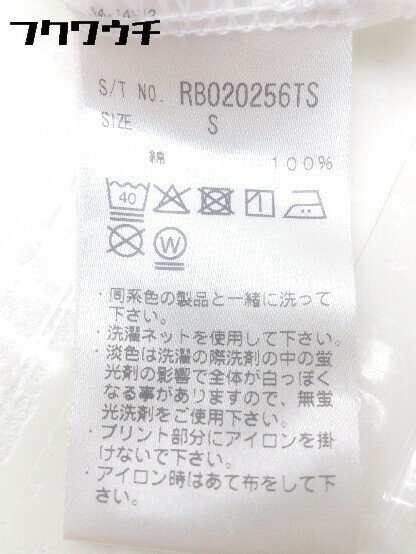 フクワウチ
S/T NO. RB020256TS
SIZE S
綿 100%
40
W
・同系色の製品と一緒に洗って
下さい。
・洗濯ネットを使用して下さい。
・淡色は洗濯の際洗剤の中の蛍
光剤の影響で全体が白っぽく
なる事がありますので、無蛍
光洗剤をご使用下さい。
・プリント部分にアイロンを掛
けないで下さい。
・アイロン時はあて布をして下
さい。